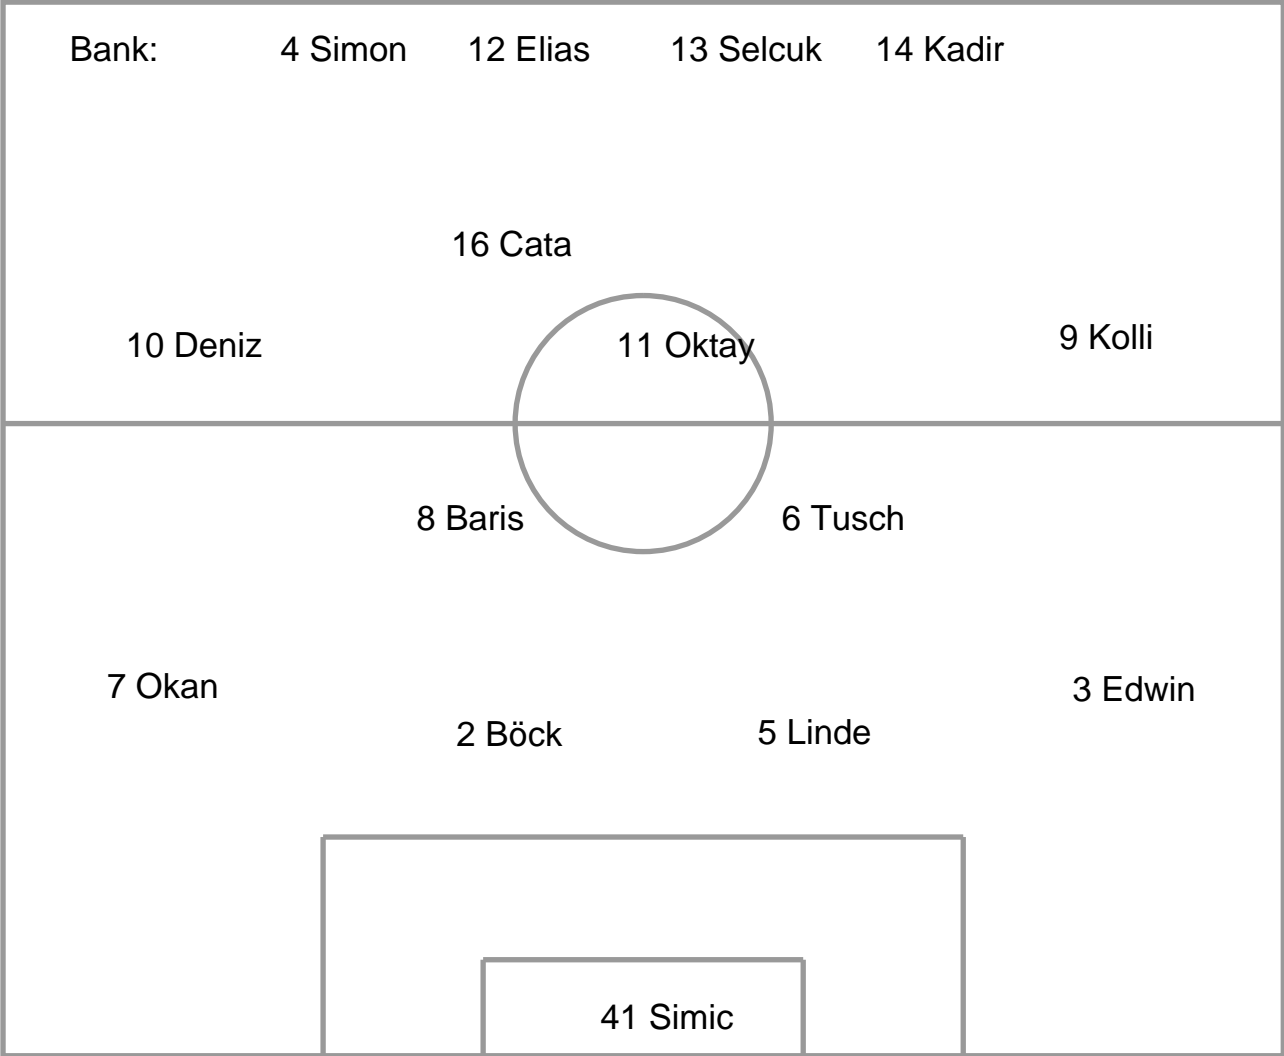 Bank: 4 Simon 12 Elias 13 Selcuk 14 Kadir
16 Cata
10 Deniz 11 Oktay 9 Kolli
8 Baris 6 Tusch
7 Okan 3 Edwin
2 Böck 5 Linde
41 Simic